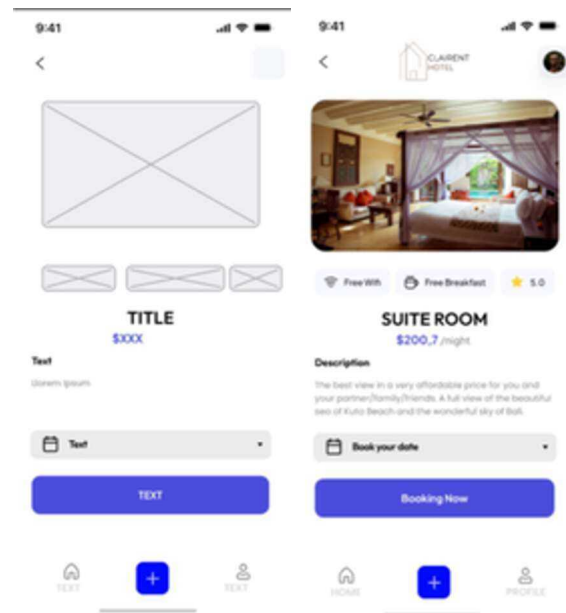 9:41
TITLE
$XXX
Text
Llorem Ipsum
Text
TEXT
TEXT
TEXT
9:41
CLAIRENT
HOTEL
Free Wifi
Free Breakfast
5.0
SUITE ROOM
$200,7 /night
Description
The best view in a very affordable price for you and
your partner/family/friends. A full view of the beautiful
sea of Kuta Beach and the wonderful sky of Bali.
Book your date
Booking Now
HOME
PROFILE